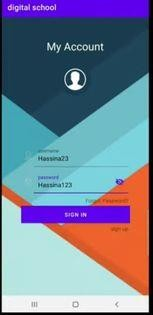 digital school
My Account
username
Hassina23
password
Hassina123
Forgot Password?
SIGN IN
sign up